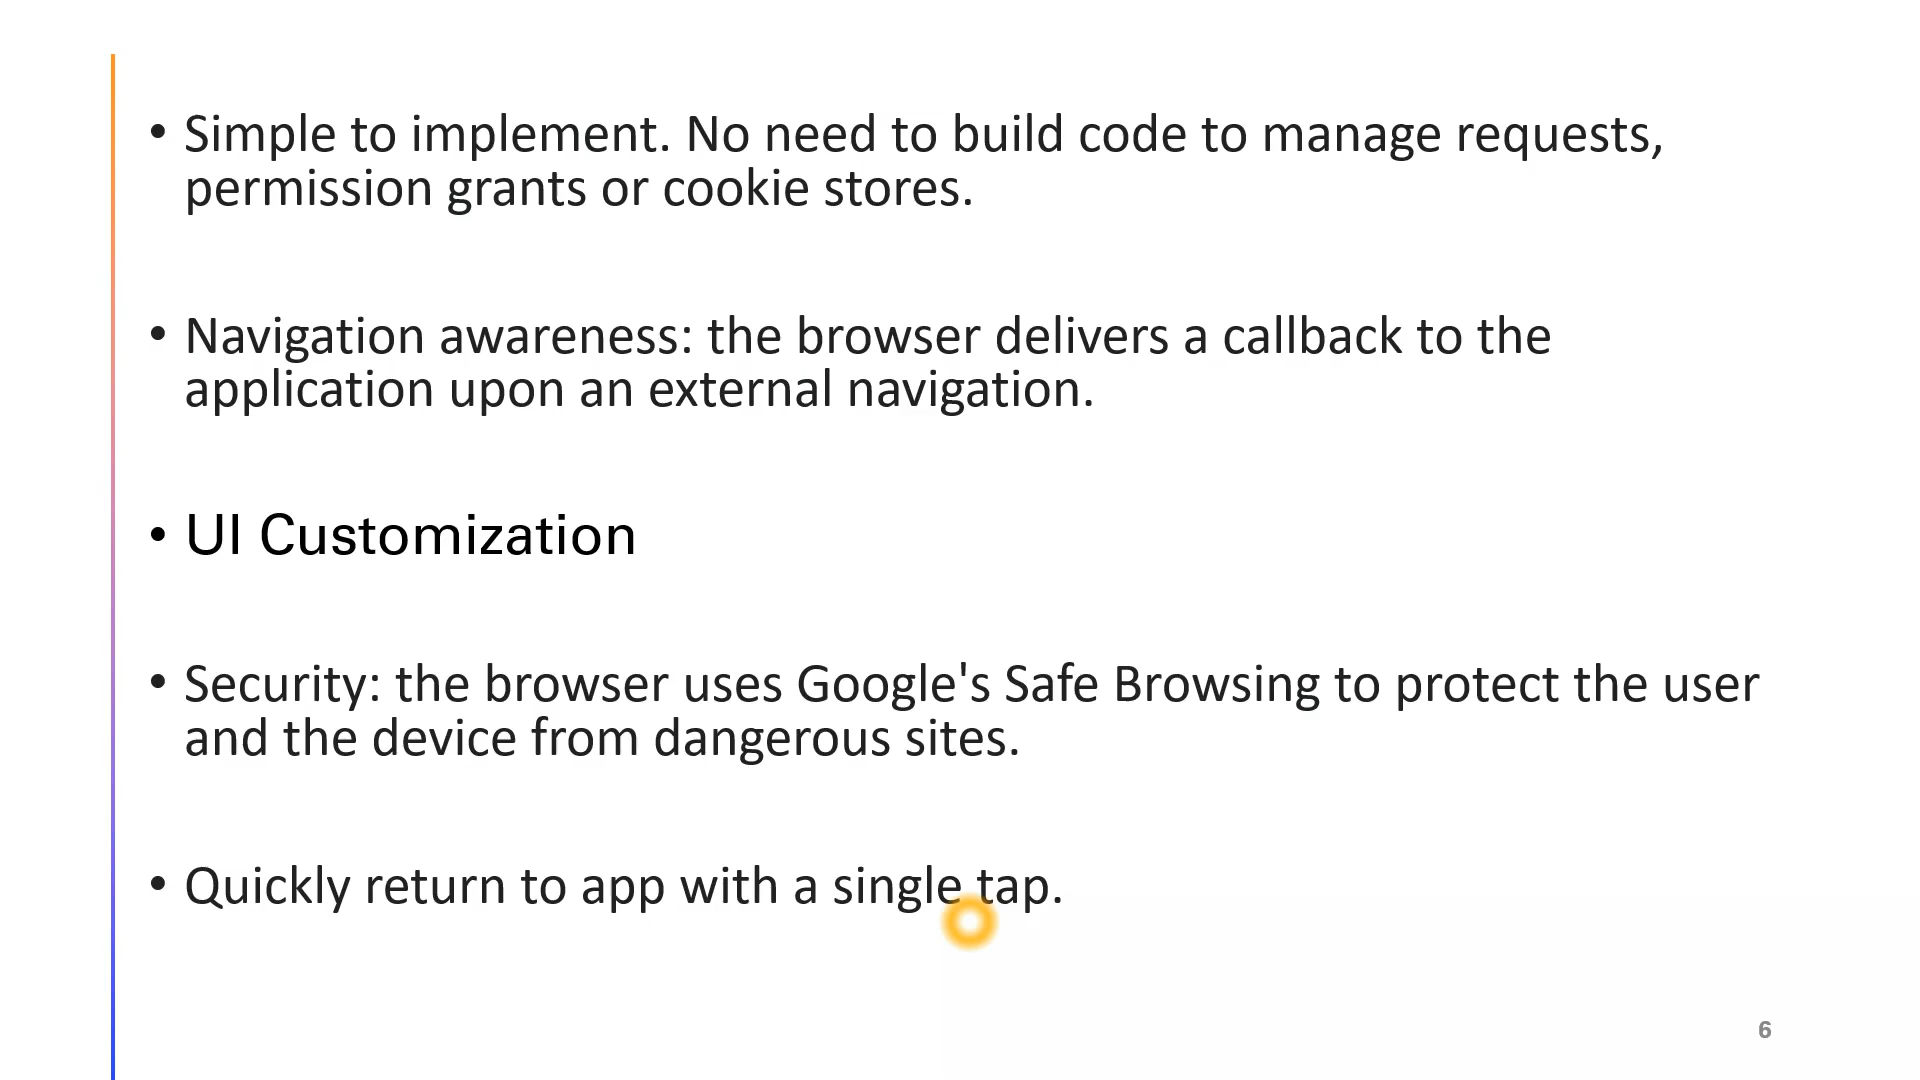 • Simple to implement. No need to build code to manage requests,
permission grants or cookie stores.
• Navigation awareness: the browser delivers a callback to the
application upon an external navigation.
• UI Customization
• Security: the browser uses Google's Safe Browsing to protect the user
and the device from dangerous sites.
• Quickly return to app with a single tap.
6